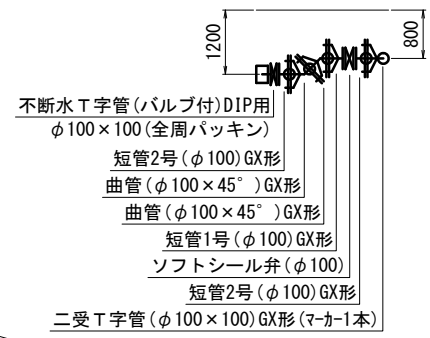 1200
800
不断水T字管(バルブ付)DIP用
φ100×100(全周パッキン)
短管2号(φ100)GX形
曲管(φ100×45°)GX形
曲管(φ100×45°)GX形
短管1号(φ100)GX形
ソフトシール弁(φ100)
短管2号(φ100)GX形
二受T字管(φ100×100)GX形(マーカー1本)